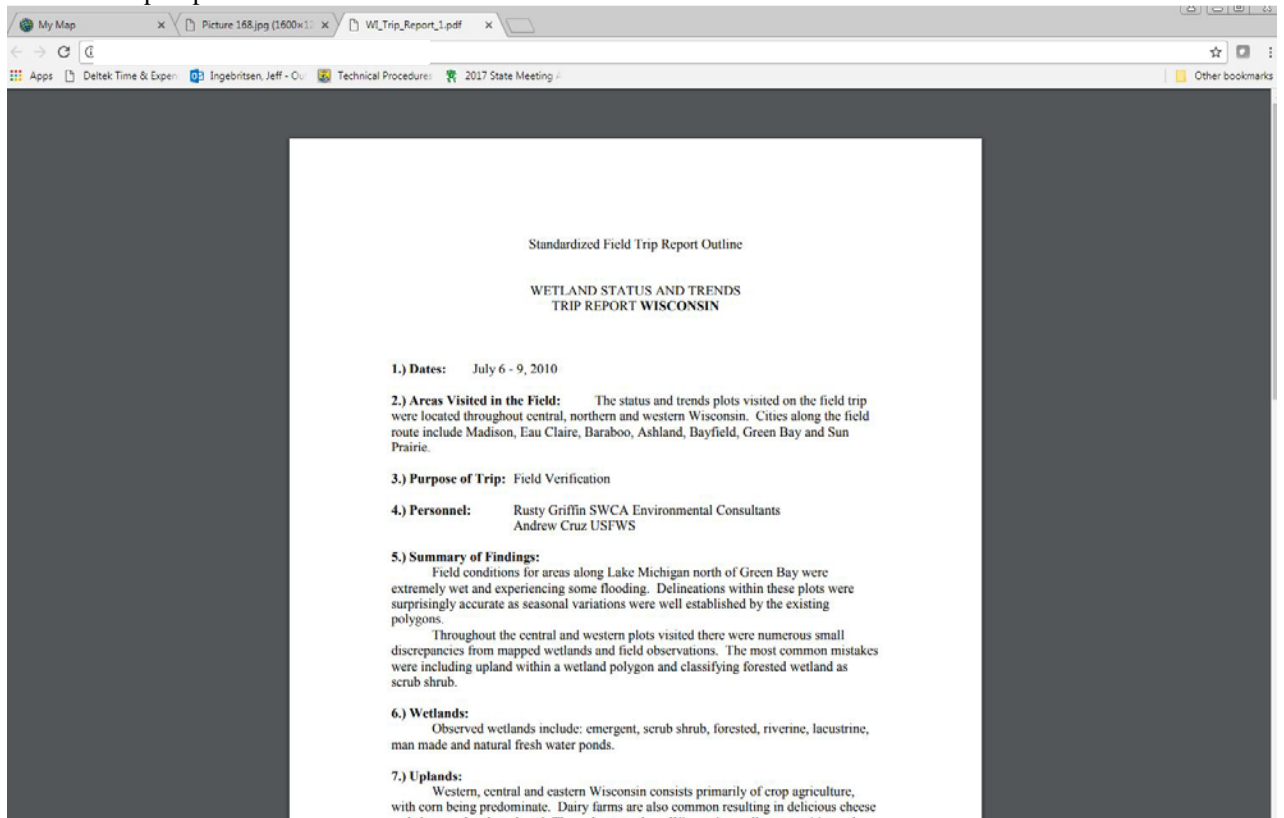 My Map
Picture 168.jpg (1600×1
WI_Trip_Report_1.pdf
Apps
Deltek Time & Expen
Ingebritsen, Jeff - Ou
Technical Procedures
2017 State Meeting
Other bookmarks
Standardized Field Trip Report Outline
WETLAND STATUS AND TRENDS
TRIP REPORT WISCONSIN
1.) Dates: July 6 - 9, 2010
2.) Areas Visited in the Field: The status and trends plots visited on the field trip
were located throughout central, northern and western Wisconsin. Cities along the field
route include Madison, Eau Claire, Baraboo, Ashland, Bayfield, Green Bay and Sun
Prairie.
3.) Purpose of Trip: Field Verification
4.) Personnel: Rusty Griffin SWCA Environmental Consultants
Andrew Cruz USFWS
5.) Summary of Findings:
Field conditions for areas along Lake Michigan north of Green Bay were
extremely wet and experiencing some flooding. Delineations within these plots were
surprisingly accurate as seasonal variations were well established by the existing
polygons.
Throughout the central and western plots visited there were numerous small
discrepancies from mapped wetlands and field observations. The most common mistakes
were including upland within a wetland polygon and classifying forested wetland as
scrub shrub.
6.) Wetlands:
Observed wetlands include: emergent, scrub shrub, forested, riverine, lacustrine,
man made and natural fresh water ponds.
7.) Uplands:
Western, central and eastern Wisconsin consists primarily of crop agriculture,
with corn being predominate. Dairy farms are also common resulting in delicious cheese